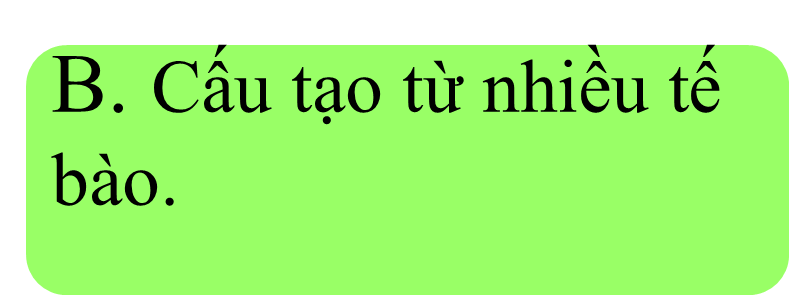 B. Cấu tạo từ nhiều tế
bào.